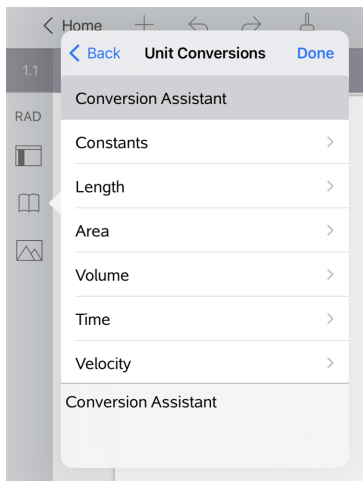 Home
Back Unit Conversions Done
1.1
Conversion Assistant
RAD
Constants
Length
Area
Volume
Time
Velocity
Conversion Assistant